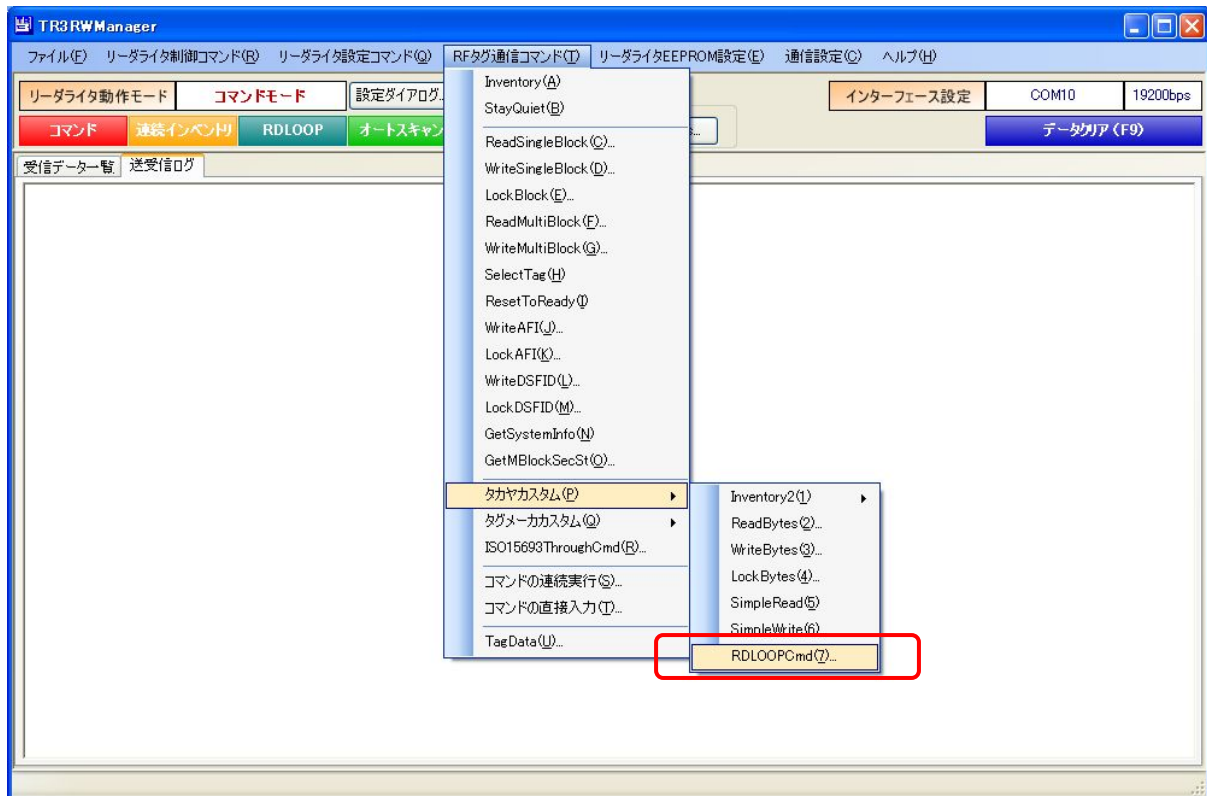 TR3RWManager
ファイル(F) リーダライタ制御コマンド(R) リーダライタ設定コマンド(Q) RFタグ通信コマンド(T) リーダライタEEPROM設定(E) 通信設定(C) ヘルプ(H)
リーダライタ動作モード コマンドモード 設定ダイアログ... インターフェース設定 COM10 19200bps
コマンド 連続インベントリ RDLOOP オートスキャン データクリア(F9)
受信データ一覧 送受信ログ
Inventory(A)
StayQuiet(B)
ReadSingleBlock(C)...
WriteSingleBlock(D)...
LockBlock(E)...
ReadMultiBlock(F)...
WriteMultiBlock(G)...
SelectTag(H)
ResetToReady(I)
WriteAFI(J)...
LockAFI(K)...
WriteDSFID(L)...
LockDSFID(M)...
GetSystemInfo(N)
GetMBlockSecSt(O)...
タカヤカスタム(P)
タグメーカカスタム(Q)
ISO15693ThroughCmd(R)...
コマンドの連続実行(S)...
コマンドの直接入力(T)...
TagData(U)...
Inventory2(1)
ReadBytes(2)...
WriteBytes(3)...
LockBytes(4)...
SimpleRead(5)
SimpleWrite(6)
RDLOOPCmd(7)...